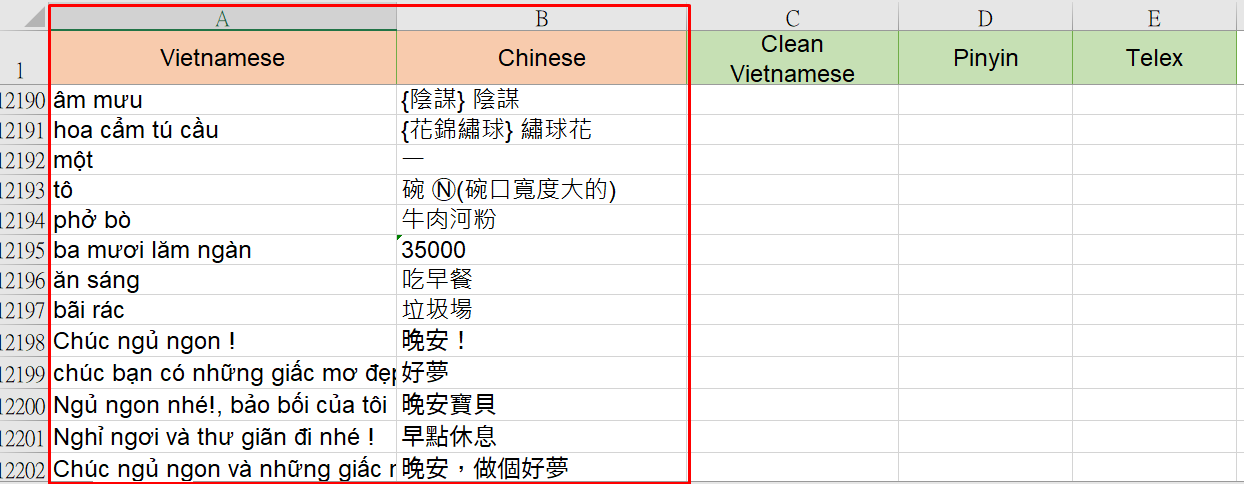 A B C D E
1 Vietnamese Chinese Clean Vietnamese Pinyin Telex
12190 âm mưu {陰謀} 陰謀
12191 hoa cẩm tú cầu {花錦繡球} 繡球花
12192 một 一
12193 tô 碗 Ⓝ(碗口寬度大的)
12194 phở bò 牛肉河粉
12195 ba mươi lăm ngàn 35000
12196 ăn sáng 吃早餐
12197 bãi rác 垃圾場
12198 Chúc ngủ ngon ! 晚安！
12199 chúc bạn có những giấc mơ đẹp 好夢
12200 Ngủ ngon nhé!, bảo bối của tôi 晚安寶貝
12201 Nghỉ ngơi và thư giãn đi nhé ! 早點休息
12202 Chúc ngủ ngon và những giấc 晚安，做個好夢